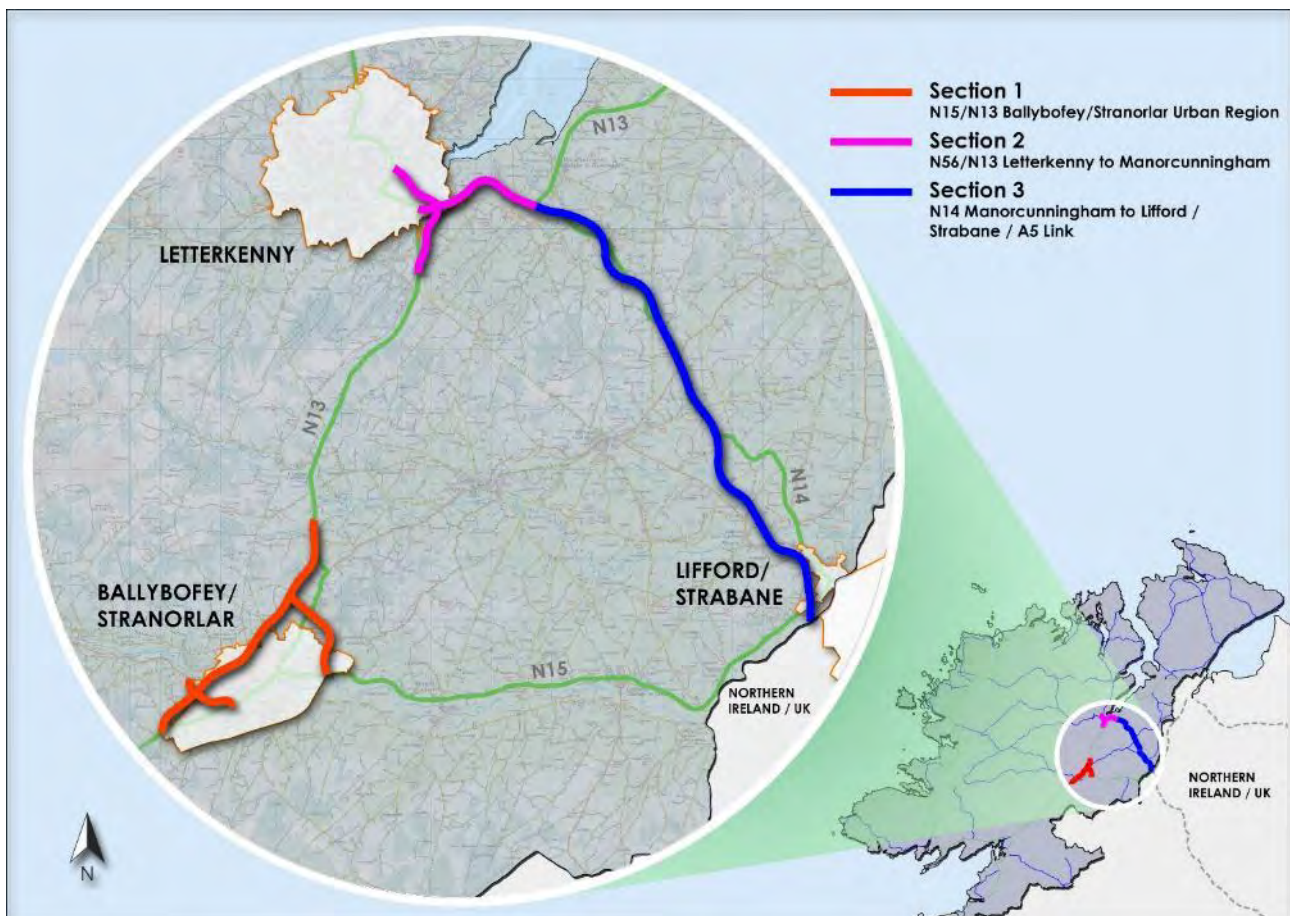 Section 1
N15/N13 Ballybofey/Stranorlar Urban Region
Section 2
N56/N13 Letterkenny to Manorcunningham
Section 3
N14 Manorcunningham to Lifford /
Strabane / A5 Link
N13
LETTERKENNY
N13
N14
LIFFORD/
STRABANE
BALLYBOFEY/
STRANORLAR
N15
NORTHERN
IRELAND / UK
NORTHERN
IRELAND / UK
N